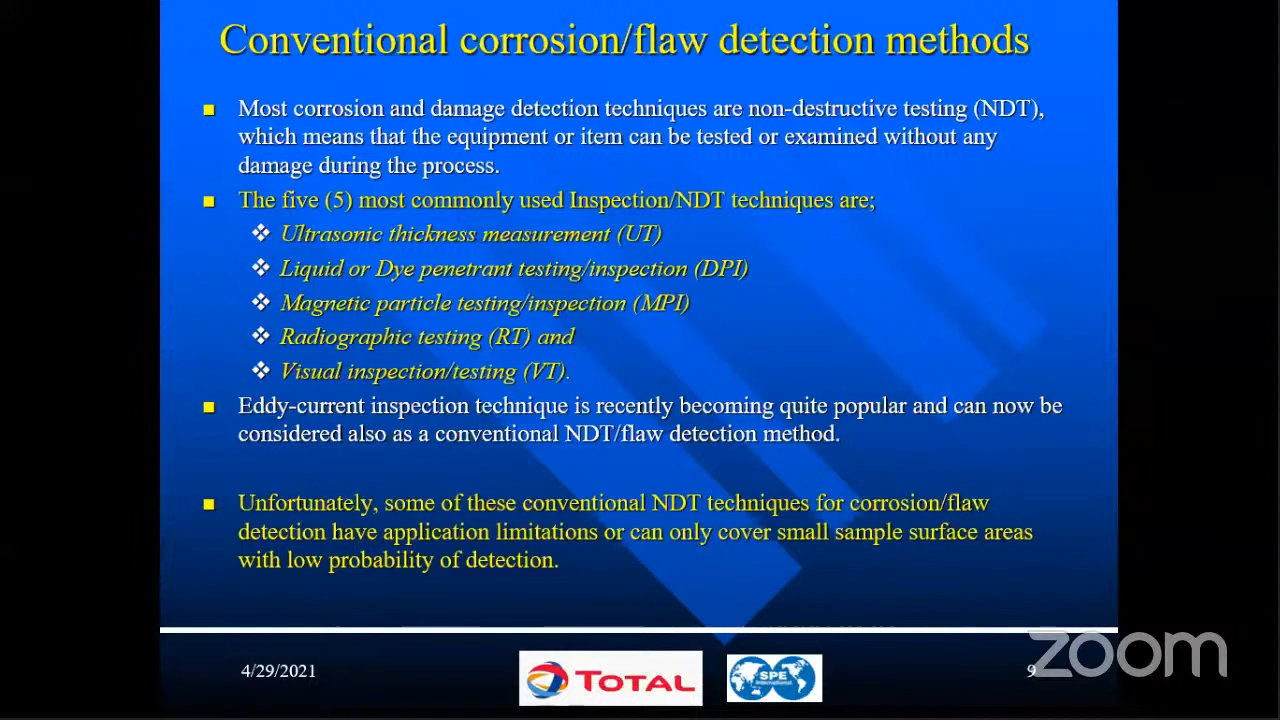 Conventional corrosion/flaw detection methods
Most corrosion and damage detection techniques are non-destructive testing (NDT),
which means that the equipment or item can be tested or examined without any
damage during the process.
The five (5) most commonly used Inspection/NDT techniques are;
Ultrasonic thickness measurement (UT)
Liquid or Dye penetrant testing/inspection (DPI)
Magnetic particle testing/inspection (MPI)
Radiographic testing (RT) and
Visual inspection/testing (VT).
Eddy-current inspection technique is recently becoming quite popular and can now be
considered also as a conventional NDT/flaw detection method.
Unfortunately, some of these conventional NDT techniques for corrosion/flaw
detection have application limitations or can only cover small sample surface areas
with low probability of detection.
4/29/2021
TOTAL
SPE
International
9
zoom